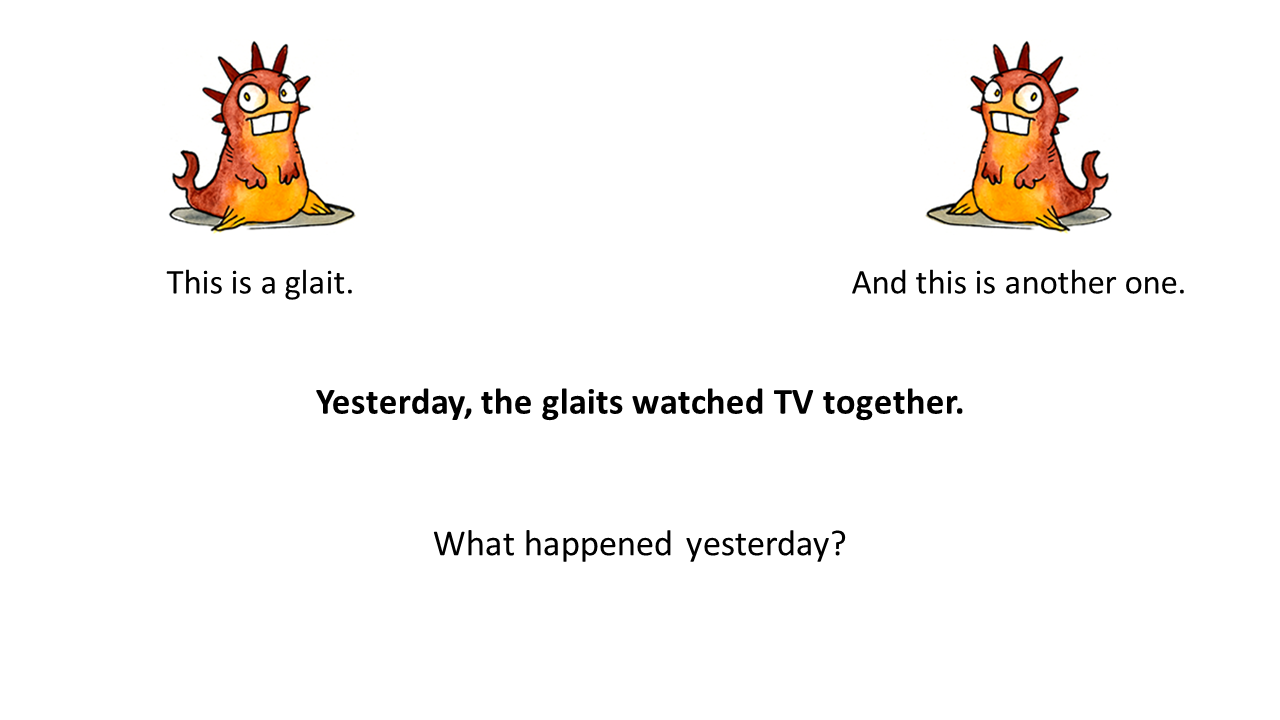 This is a glait.
And this is another one.
Yesterday, the glaits watched TV together.
What happened yesterday?